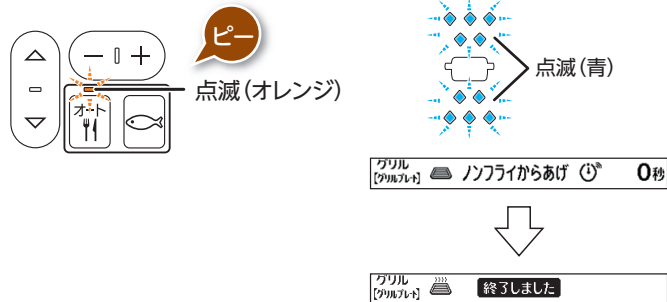 ピー
点滅（オレンジ）
オート
点滅（青）
グリル
[グリルプレート] ノンフライからあげ 0秒
グリル
[グリルプレート] 終了しました